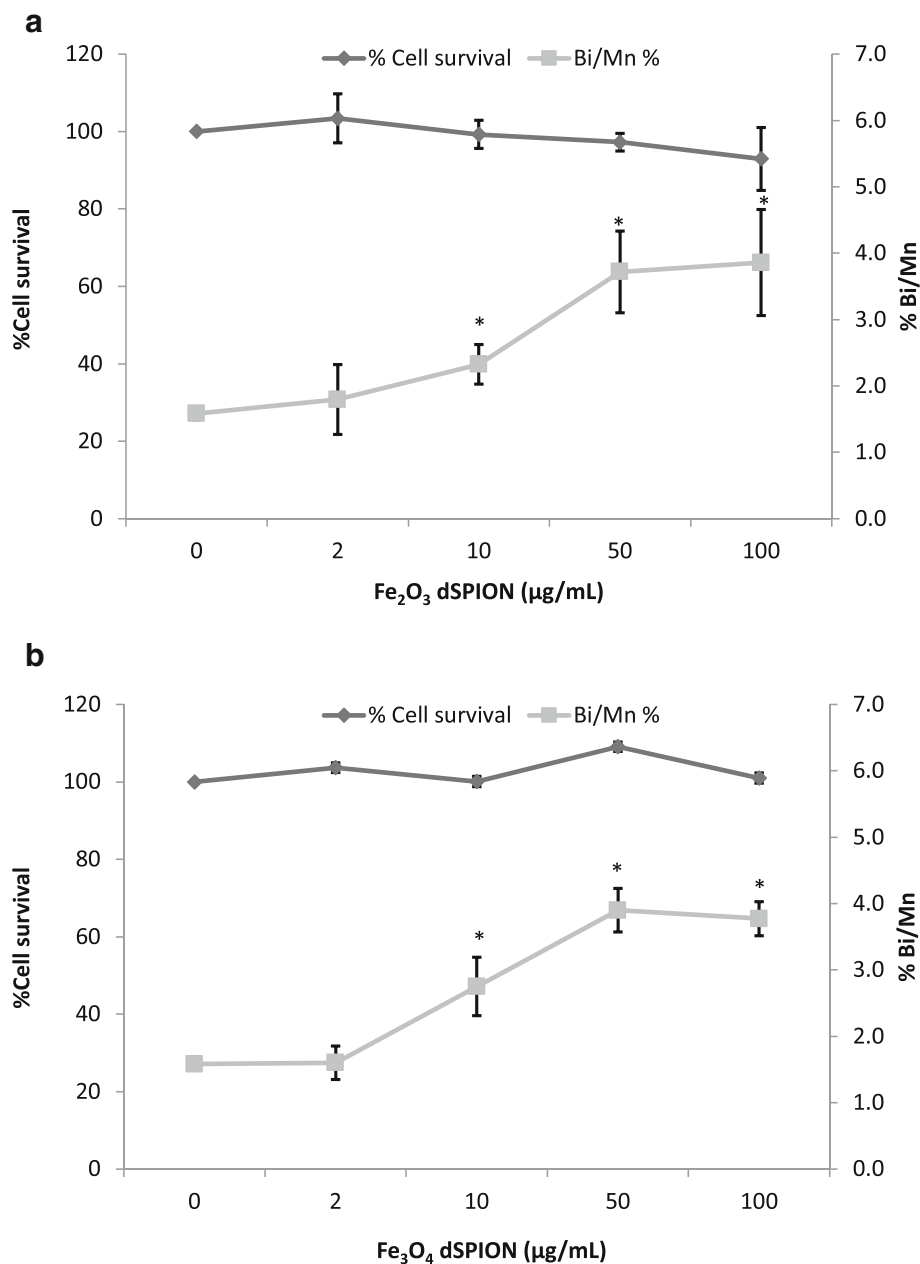 a
% Cell survival Bi/Mn %
120 7.0
100 6.0
80 5.0
60 4.0
40 3.0
20 2.0
0 1.0
0.0
%Cell survival
% Bi/Mn
*
*
*
0 2 10 50 100
Fe₂O₃ dSPION (µg/mL)
b
% Cell survival Bi/Mn %
120 7.0
100 6.0
80 5.0
60 4.0
40 3.0
20 2.0
0 1.0
0.0
%Cell survival
% Bi/Mn
*
*
*
0 2 10 50 100
Fe₃O₄ dSPION (µg/mL)